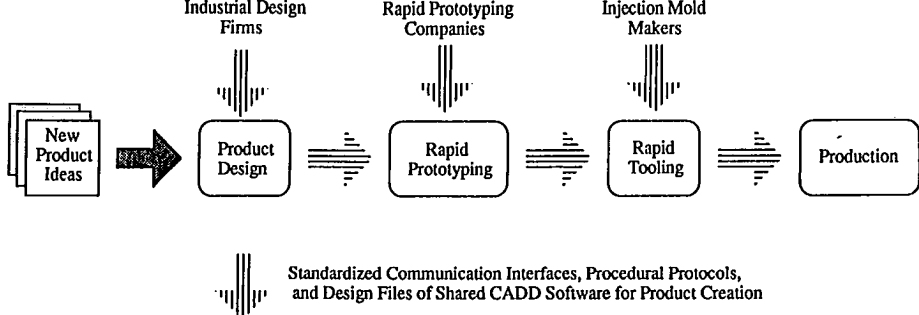 Industrial Design
Firms
Rapid Prototyping
Companies
Injection Mold
Makers
New
Product
Ideas
Product
Design
Rapid
Prototyping
Rapid
Tooling
Production
Standardized Communication Interfaces, Procedural Protocols,
and Design Files of Shared CADD Software for Product Creation